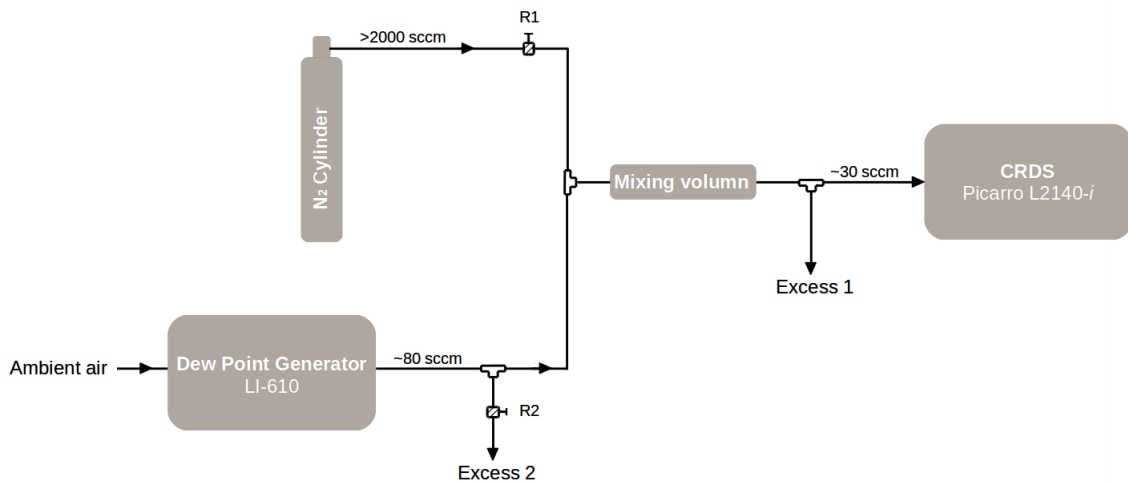 R1
>2000 sccm
N₂ Cylinder
Mixing volumn
~30 sccm
CRDS
Picarro L2140-i
Excess 1
Ambient air
Dew Point Generator
LI-610
~80 sccm
R2
Excess 2